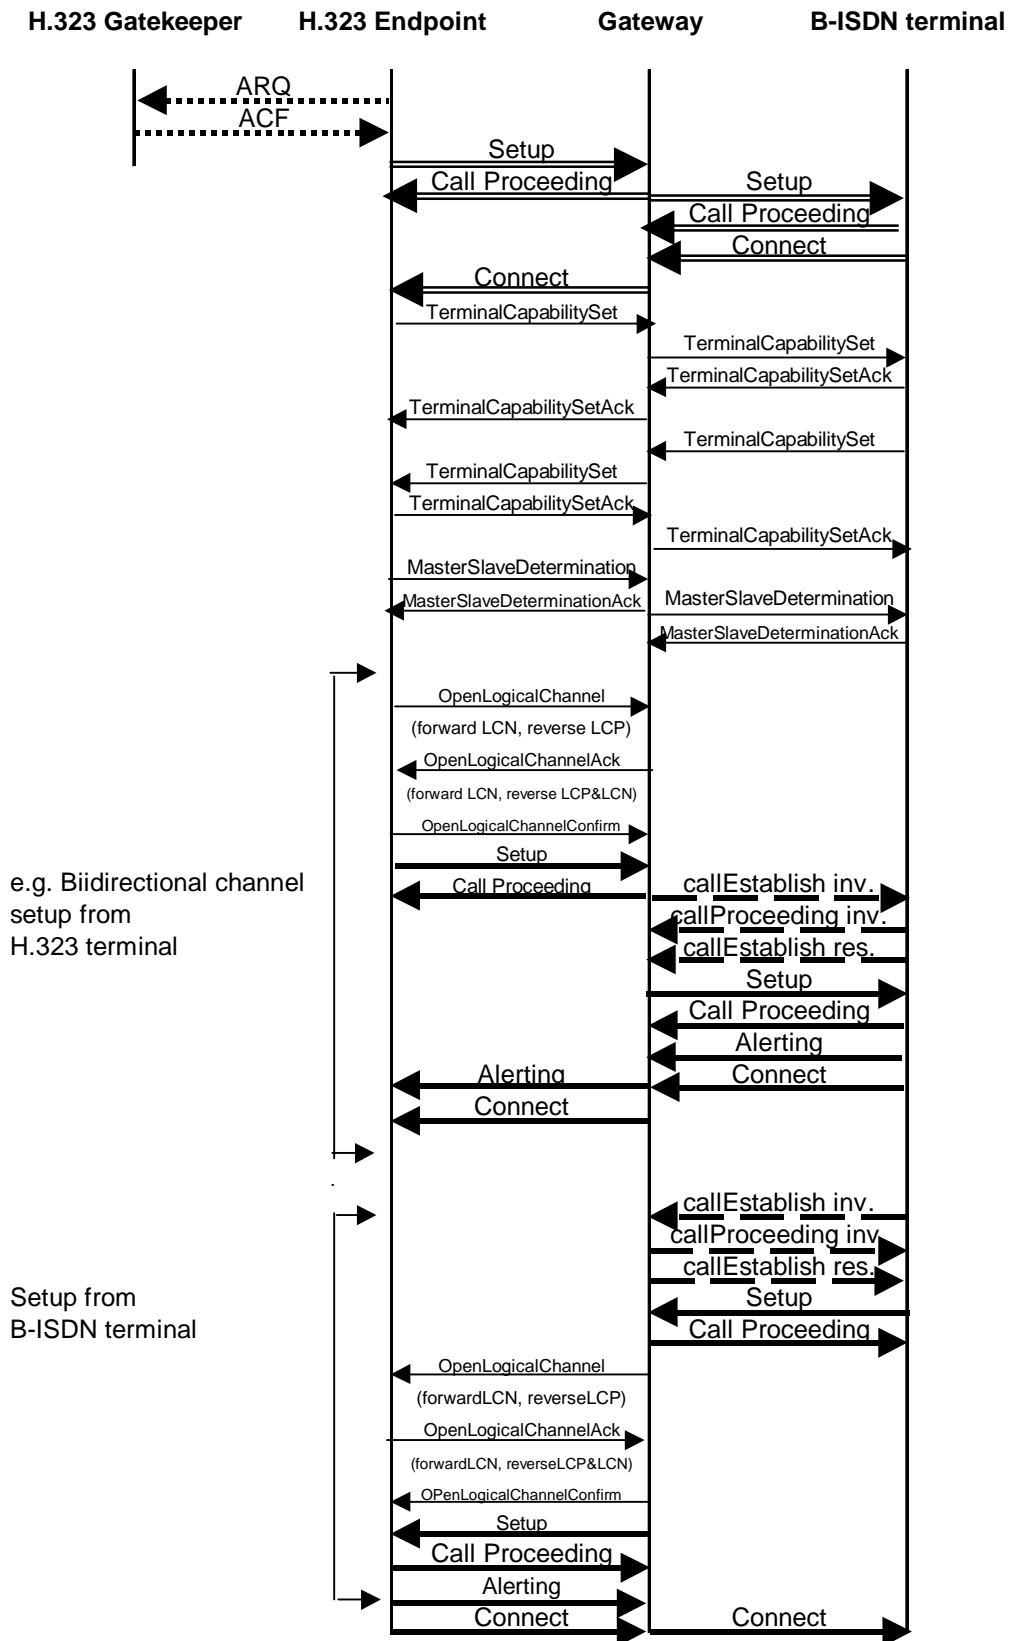 H.323 Gatekeeper H.323 Endpoint Gateway B-ISDN terminal
ARQ
ACF
Setup
Call Proceeding Setup
Call Proceeding
Connect
Connect
TerminalCapabilitySet
TerminalCapabilitySet
TerminalCapabilitySetAck
TerminalCapabilitySetAck
TerminalCapabilitySet
TerminalCapabilitySet
TerminalCapabilitySetAck
TerminalCapabilitySetAck
MasterSlaveDetermination
MasterSlaveDeterminationAck MasterSlaveDetermination
MasterSlaveDeterminationAck
OpenLogicalChannel
(forward LCN, reverse LCP)
OpenLogicalChannelAck
(forward LCN, reverse LCP&LCN)
OpenLogicalChannelConfirm
Setup
e.g. Biidirectional channel
setup from
H.323 terminal
Call Proceeding callEstablish inv.
callProceeding inv.
callEstablish res.
Setup
Call Proceeding
Alerting
Alerting Connect
Connect
.
callEstablish inv.
callProceeding inv.
callEstablish res.
Setup from
B-ISDN terminal
Setup
Call Proceeding
OpenLogicalChannel
(forwardLCN, reverseLCP)
OpenLogicalChannelAck
(forwardLCN, reverseLCP&LCN)
OPenLogicalChannelConfirm
Setup
Call Proceeding
Alerting
Connect Connect